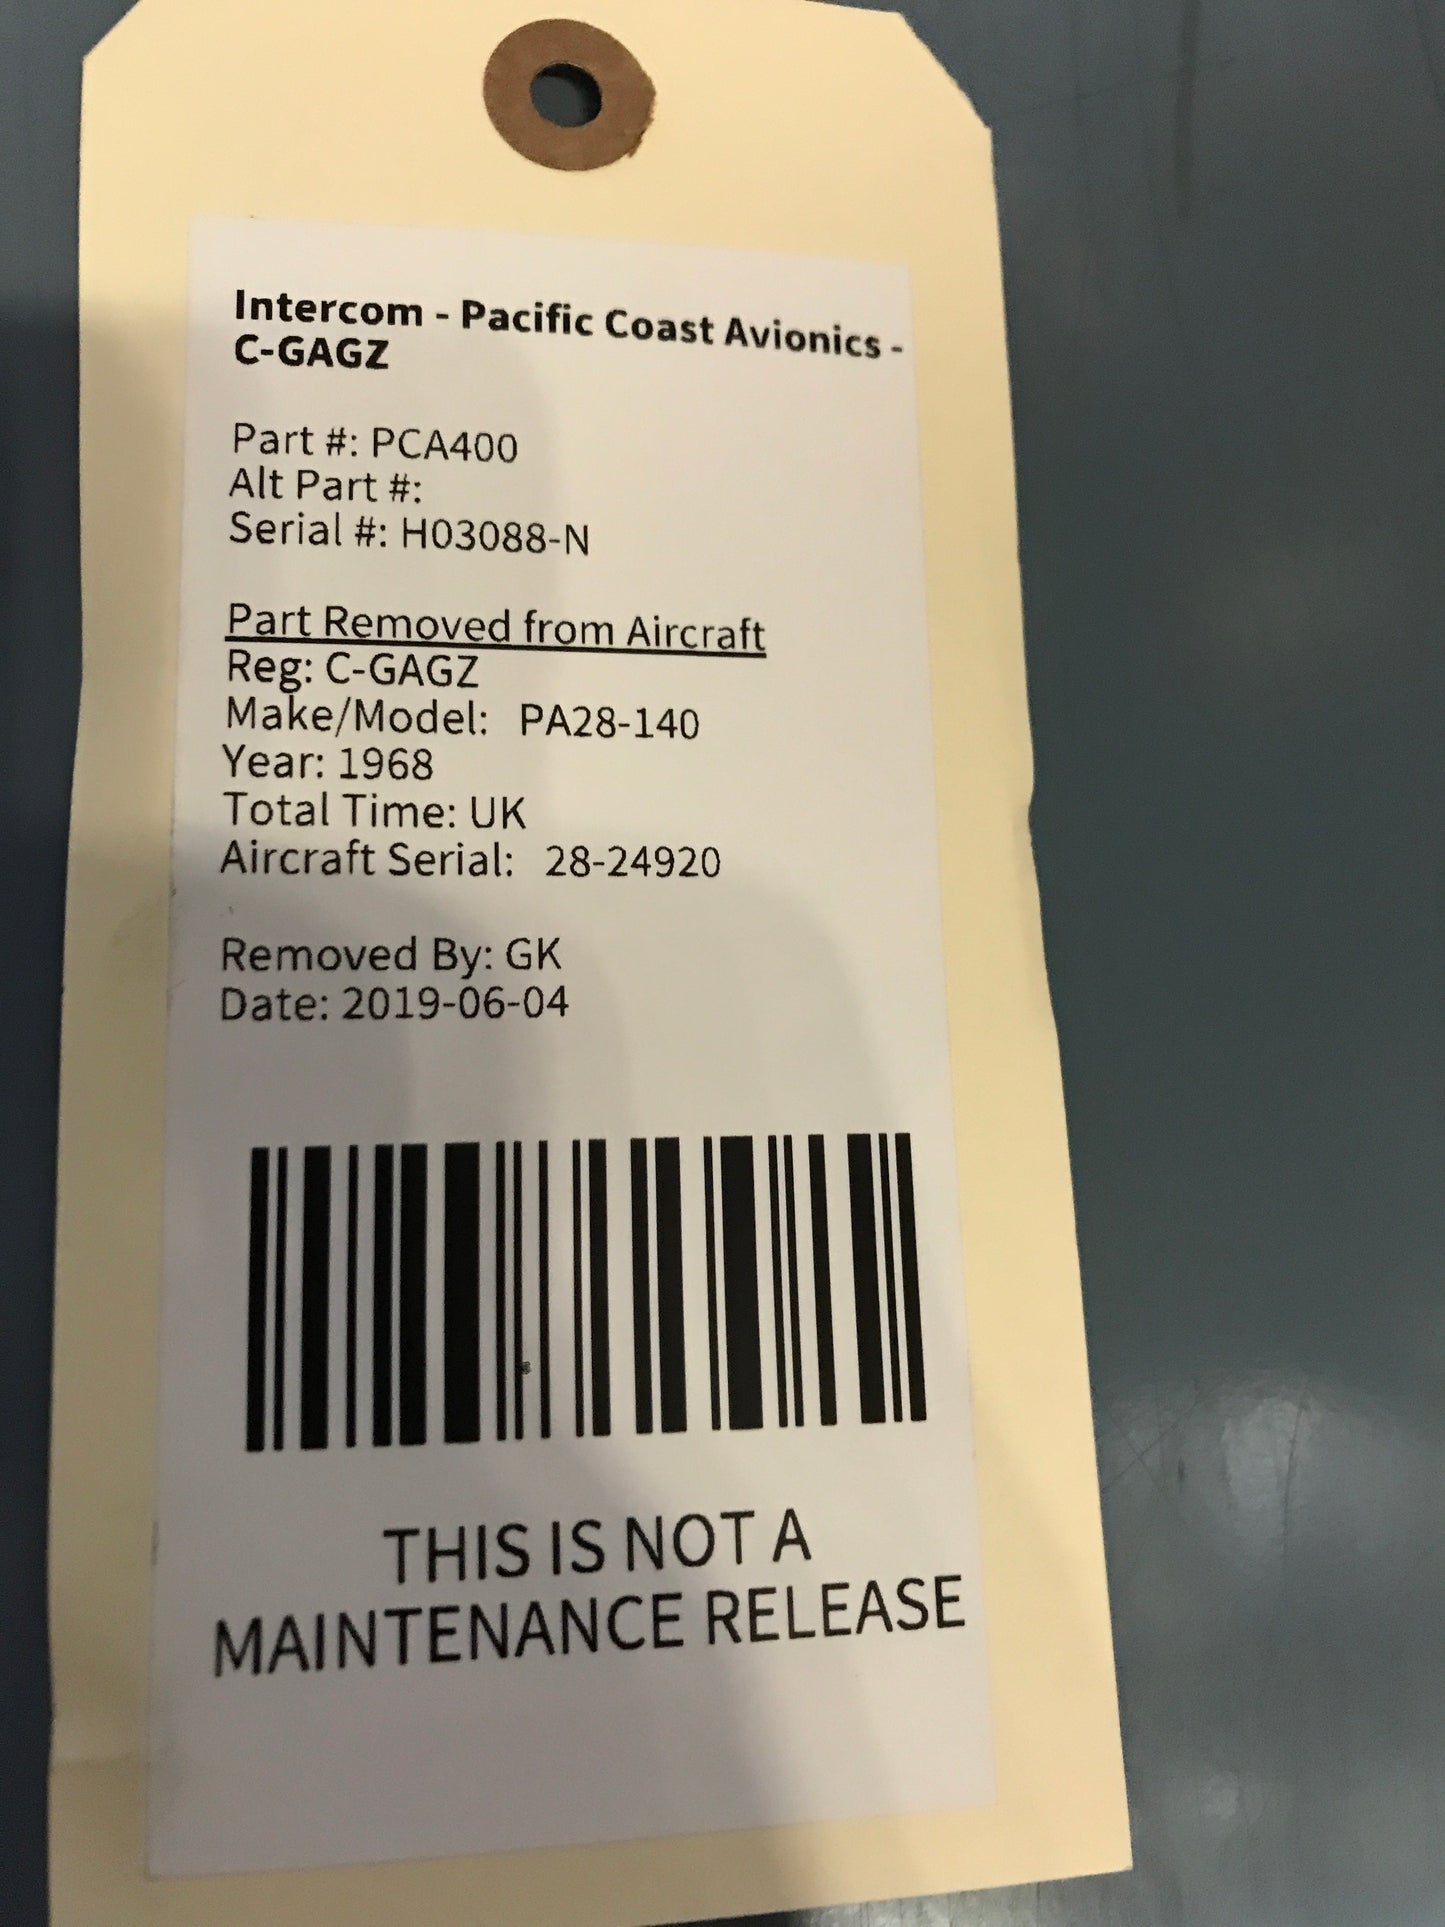 Intercom - Pacific Coast Avionics -
C-GAGZ
Part #: PCA400
Alt Part #:
Serial #: H03088-N
Part Removed from Aircraft
Reg: C-GAGZ
Make/Model: PA28-140
Year: 1968
Total Time: UK
Aircraft Serial: 28-24920
Removed By: GK
Date: 2019-06-04
THIS IS NOT A
MAINTENANCE RELEASE